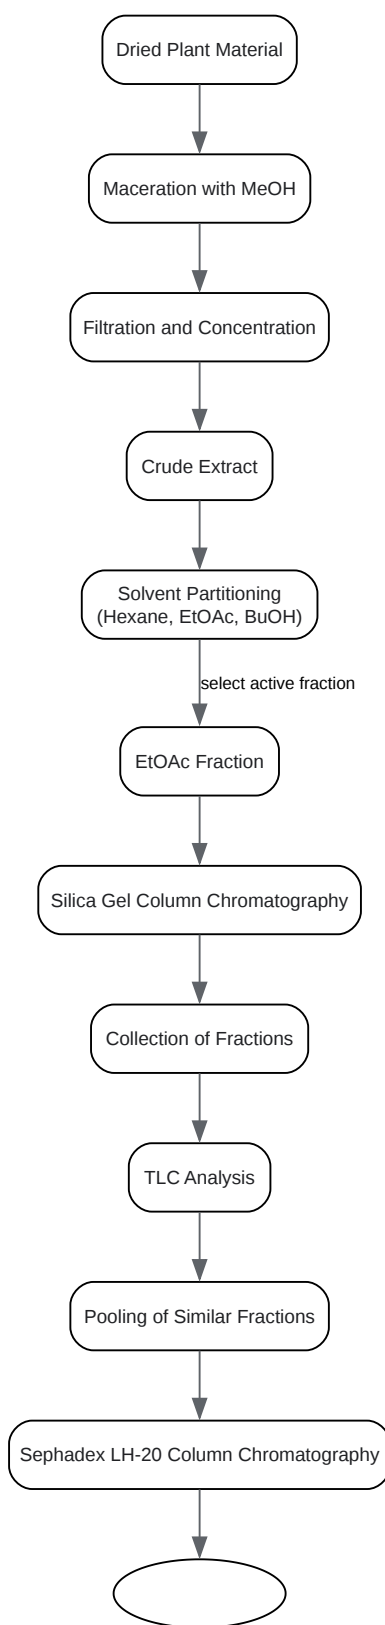 Dried Plant Material
Maceration with MeOH
Filtration and Concentration
Crude Extract
Solvent Partitioning
(Hexane, EtOAc, BuOH)
select active fraction
EtOAc Fraction
Silica Gel Column Chromatography
Collection of Fractions
TLC Analysis
Pooling of Similar Fractions
Sephadex LH-20 Column Chromatography